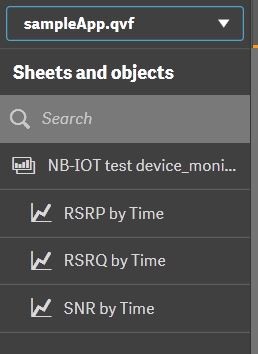 sampleApp.qvf
Sheets and objects
Search
NB-IOT test device_moni...
RSRP by Time
RSRQ by Time
SNR by Time